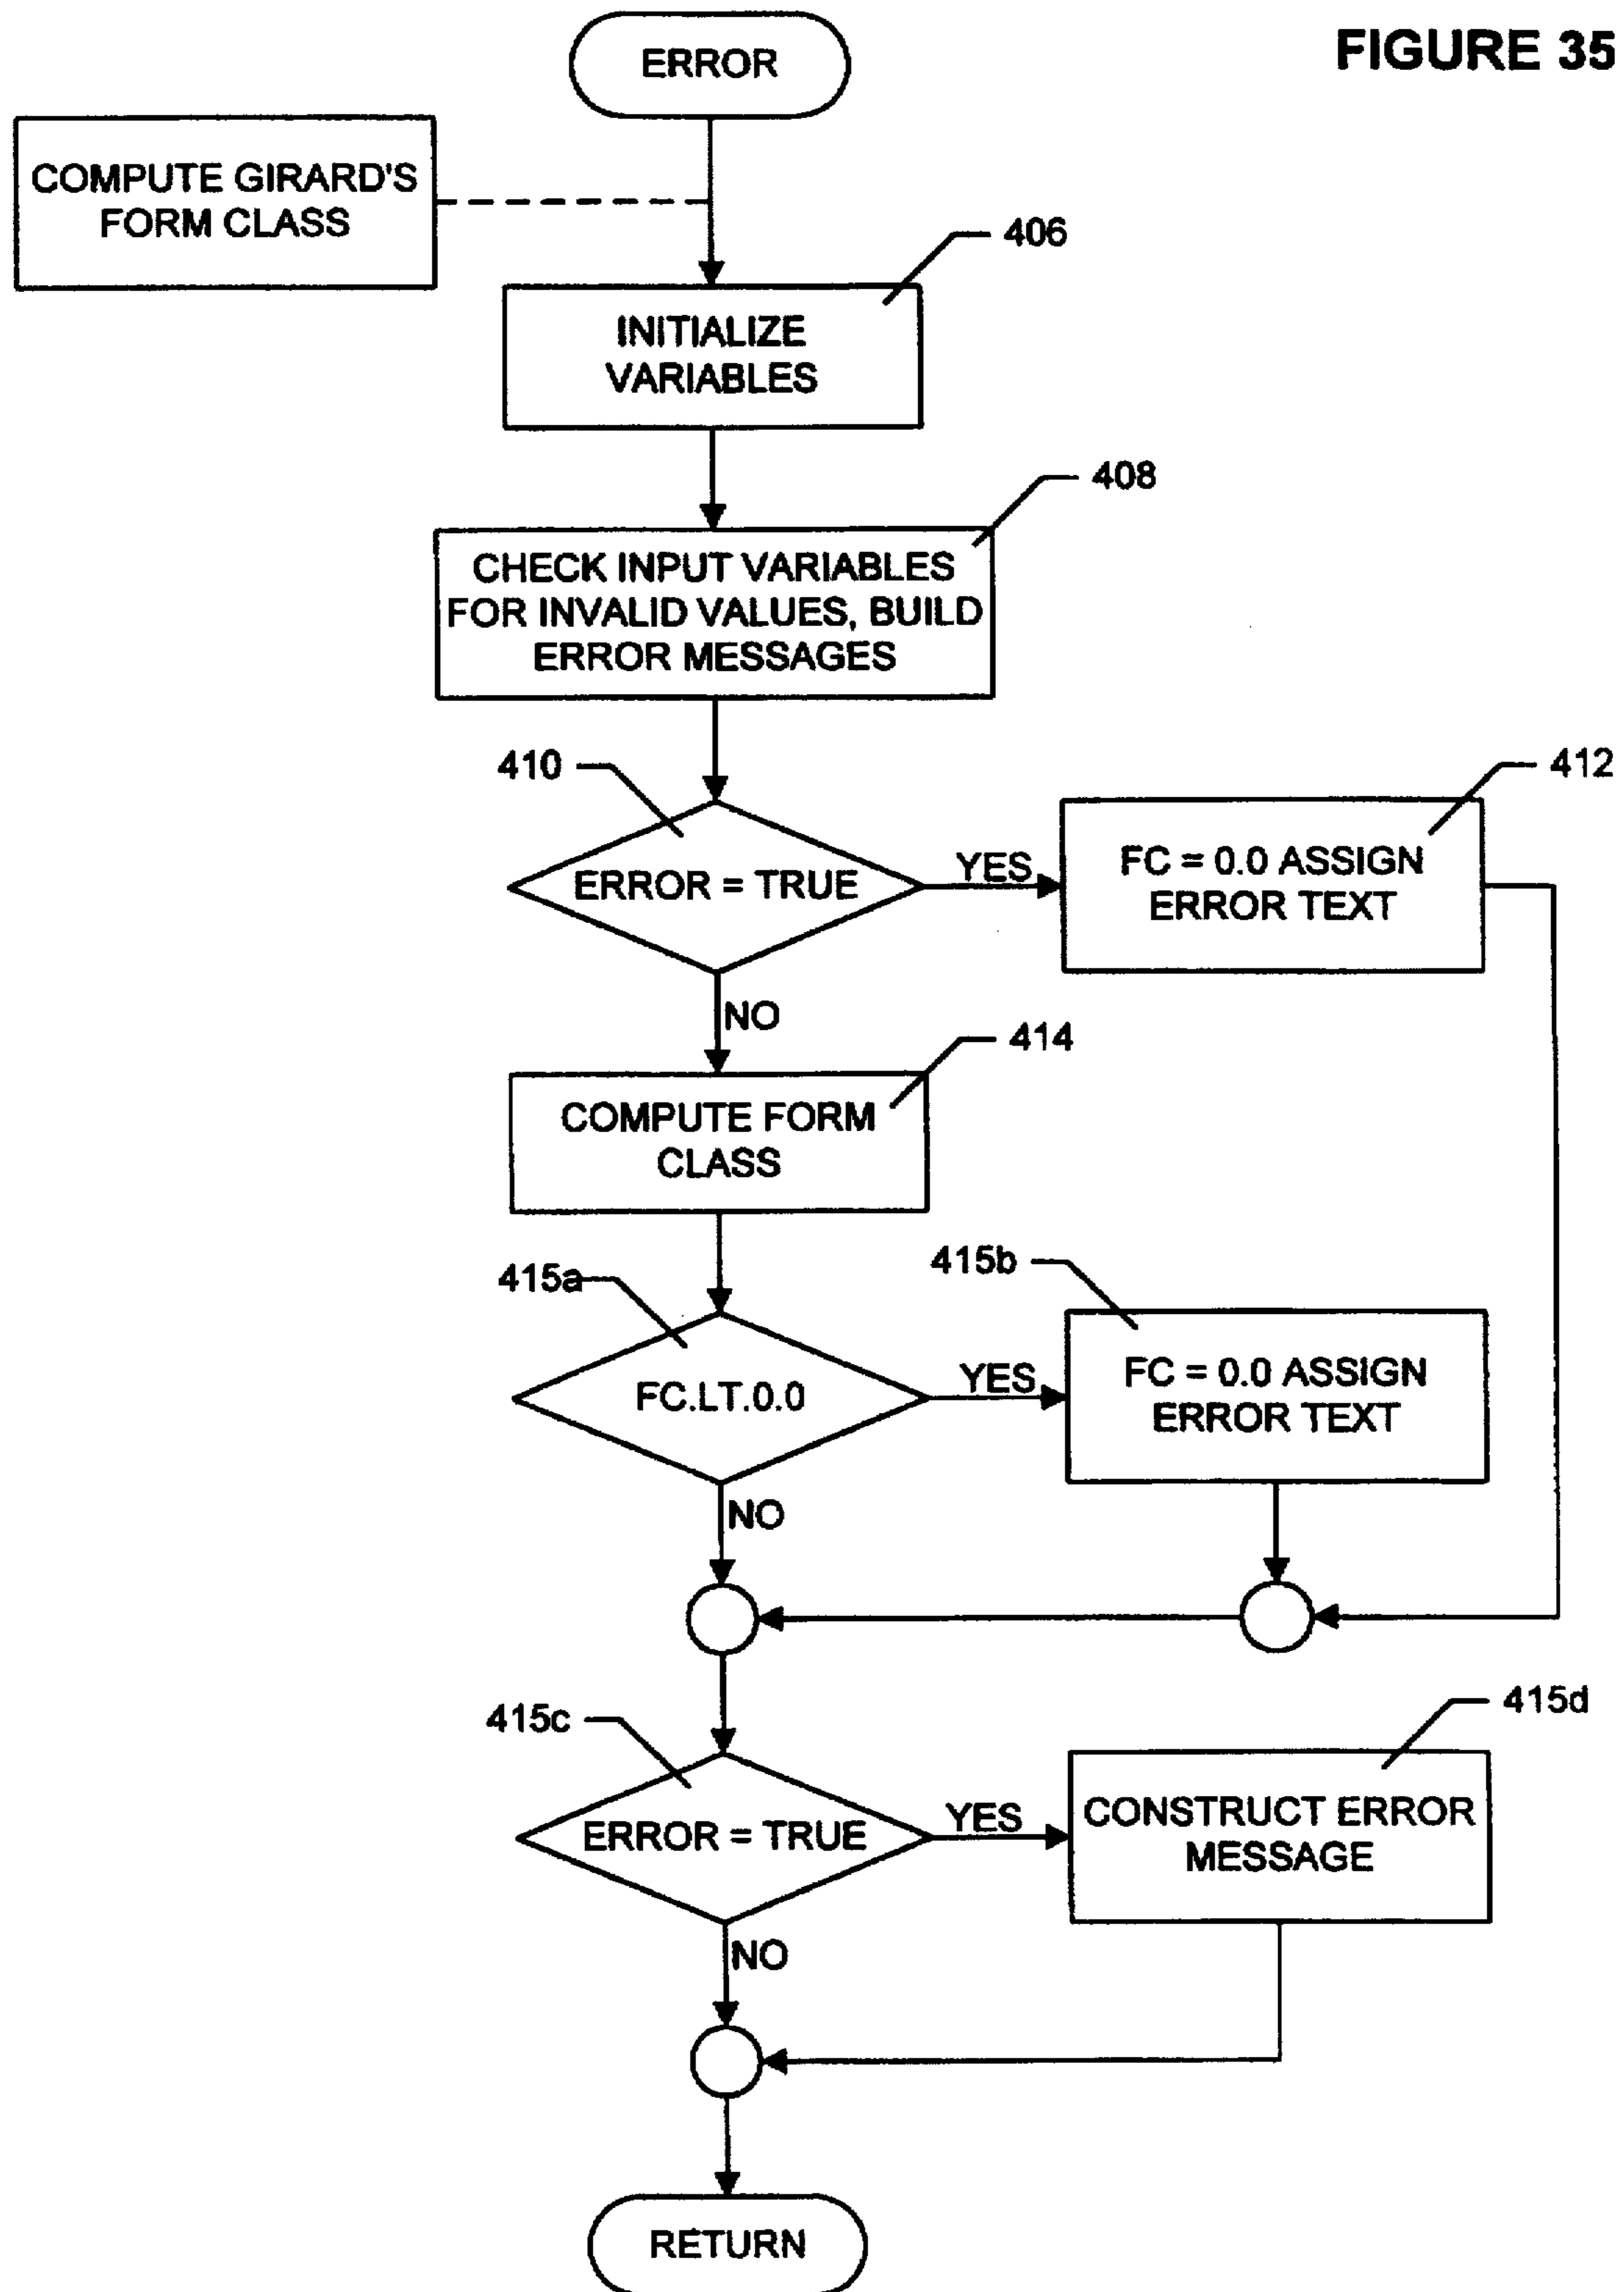 FIGURE 35
ERROR
COMPUTE GIRARD'S
FORM CLASS
406
INITIALIZE
VARIABLES
408
CHECK INPUT VARIABLES
FOR INVALID VALUES, BUILD
ERROR MESSAGES
410
412
ERROR = TRUE
YES
FC = 0.0 ASSIGN
ERROR TEXT
NO
414
COMPUTE FORM
CLASS
415a
415b
FC.LT.0.0
YES
FC = 0.0 ASSIGN
ERROR TEXT
NO
415c
415d
ERROR = TRUE
YES
CONSTRUCT ERROR
MESSAGE
NO
RETURN